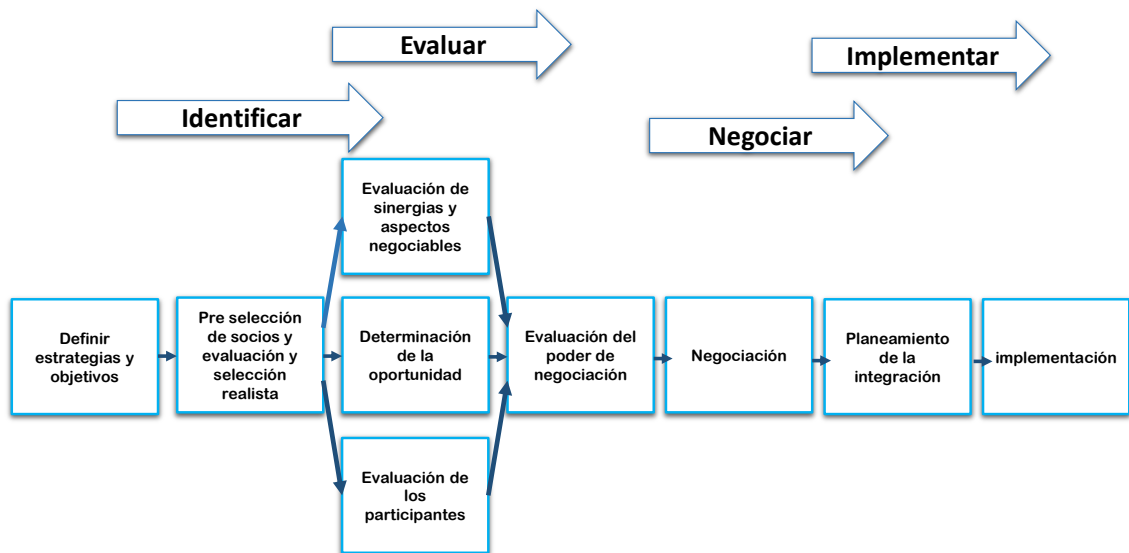 Evaluar
Implementar
Identificar
Negociar
Evaluación de
sinergias y
aspectos
negociables
Definir
estrategias y
objetivos
Pre selección
de socios y
evaluación y
selección
realista
Determinación
de la
oportunidad
Evaluación del
poder de
negociación
Negociación
Planeamiento
de la
integración
implementación
Evaluación de
los
participantes